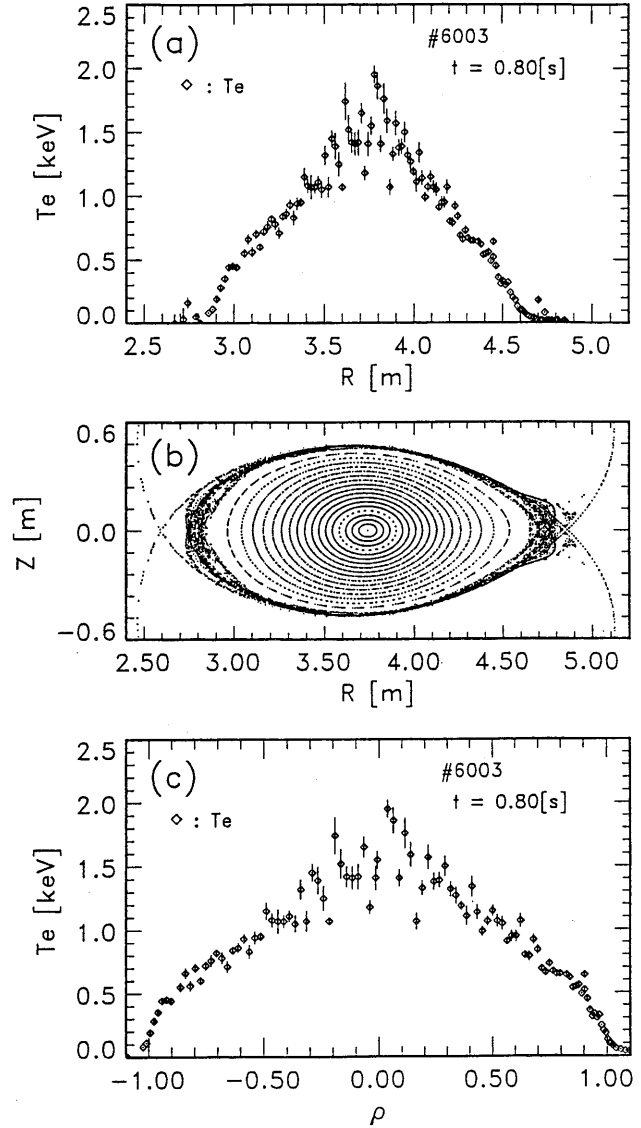 (a)
#6003
t = 0.80[s]
◇ : Te
2.5
2.0
1.5
1.0
0.5
0.0
Te [keV]
2.5 3.0 3.5 4.0 4.5 5.0
R [m]
(b)
0.6
0.0
-0.6
Z [m]
2.50 3.00 3.50 4.00 4.50 5.00
R [m]
(c)
#6003
t = 0.80[s]
◇ : Te
2.5
2.0
1.5
1.0
0.5
0.0
Te [keV]
-1.00 -0.50 0.00 0.50 1.00
ρ